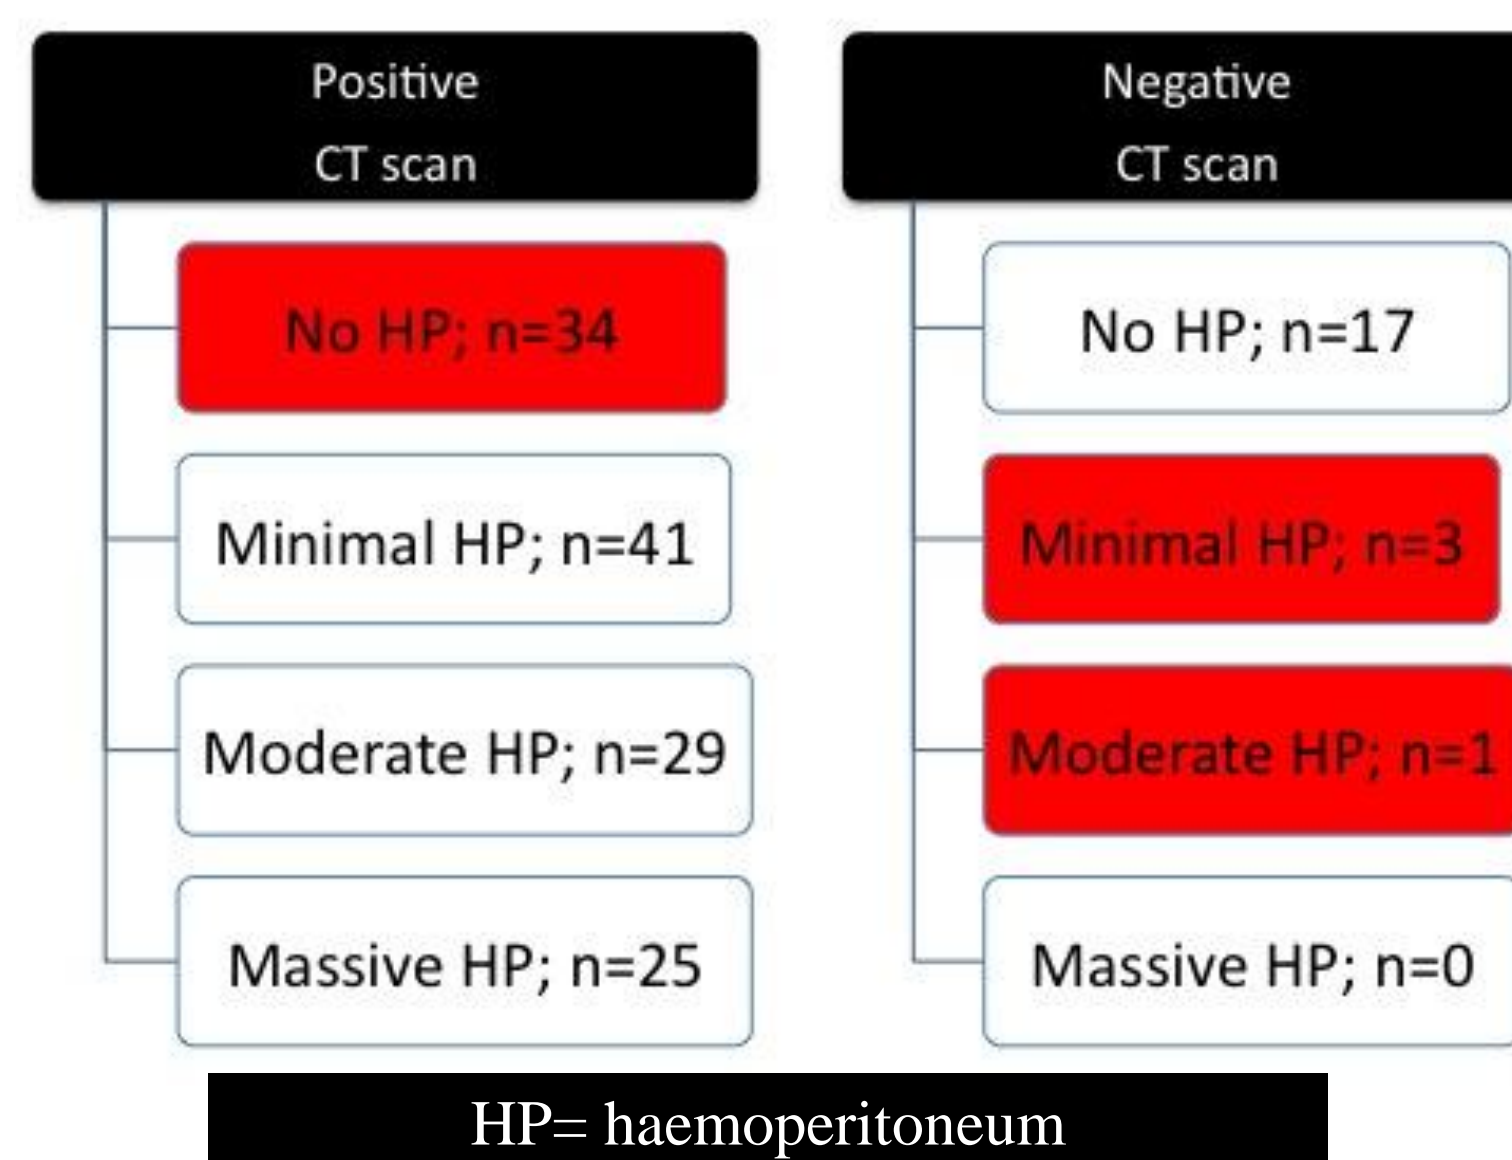 Positive
CT scan
No HP; n=34
Minimal HP; n=41
Moderate HP; n=29
Massive HP; n=25
Negative
CT scan
No HP; n=17
Minimal HP; n=3
Moderate HP; n=1
Massive HP; n=0
HP= haemoperitoneum